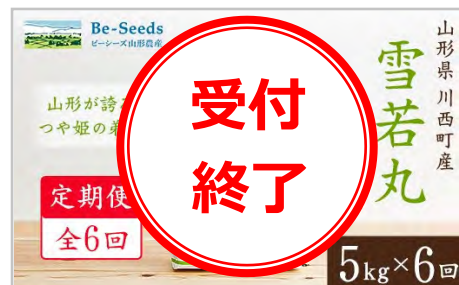 Be-Seeds
ビーシーズ山形農産
山形県川西町産
雪若丸
山形が誇る
つや姫の弟
受付
終了
定期便
全6回
5kg×6回